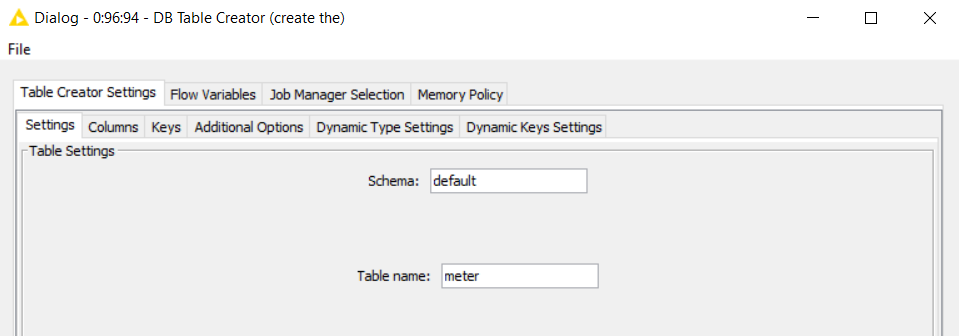 Dialog - 0:96:94 - DB Table Creator (create the)
File
Table Creator Settings Flow Variables Job Manager Selection Memory Policy
Settings Columns Keys Additional Options Dynamic Type Settings Dynamic Keys Settings
Table Settings
Schema: default
Table name: meter